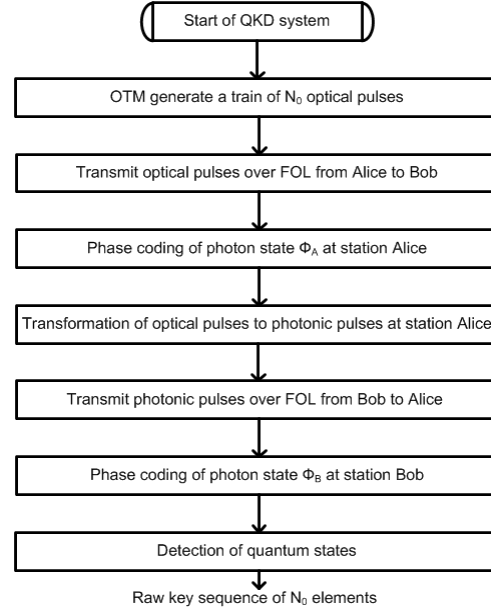 Start of QKD system
OTM generate a train of N₀ optical pulses
Transmit optical pulses over FOL from Alice to Bob
Phase coding of photon state Φ_A at station Alice
Transformation of optical pulses to photonic pulses at station Alice
Transmit photonic pulses over FOL from Bob to Alice
Phase coding of photon state Φ_B at station Bob
Detection of quantum states
Raw key sequence of N₀ elements